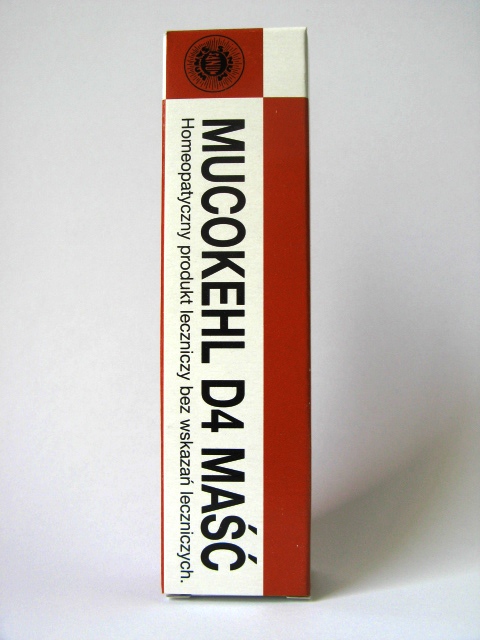 MUCOKEHL D4 MAŚĆ
Homeopatyczny produkt leczniczy bez wskazań leczniczych.